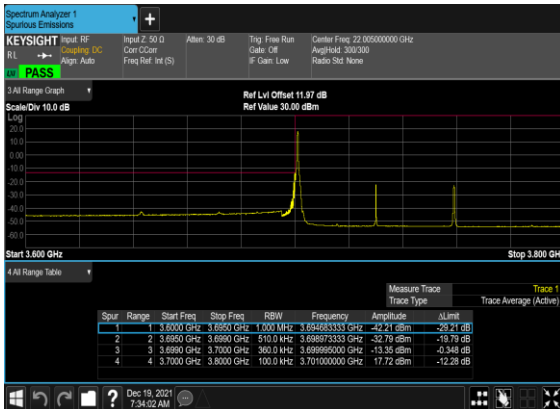 Spectrum Analyzer 1
Spurious Emissions
KEYSIGHT Input: RF Input Z: 50 Ω Atten: 30 dB Trig: Free Run Center Freq: 22.005000000 GHz
RL Coupling: DC Corr CCorr Gate: Off Avg|Hold: 300/300
Align: Auto Freq Ref: Int (S) IF Gain: Low Radio Std: None
PASS
3 All Range Graph
Ref Lvl Offset 11.97 dB
Scale/Div 10.0 dB Ref Value 30.00 dBm
Log
20.0
10.0
0.00
-10.0
-20.0
-30.0
-40.0
-50.0
-60.0
Start 3.600 GHz Stop 3.800 GH
4 All Range Table
Measure Trace Trace 1
Trace Type Trace Average (Active)
Spur Range Start Freq Stop Freq RBW Frequency Amplitude ΔLimit
1 1 3.6000 GHz 3.6950 GHz 1.000 MHz 3.694683333 GHz -42.21 dBm -29.21 dB
2 2 3.6950 GHz 3.6990 GHz 510.0 kHz 3.698973333 GHz -32.79 dBm -19.79 dB
3 3 3.6990 GHz 3.7000 GHz 360.0 kHz 3.699995000 GHz -13.35 dBm -0.348 dB
4 4 3.7000 GHz 3.8000 GHz 100.0 kHz 3.701000000 GHz 17.72 dBm -12.28 dB
Dec 19, 2021
7:34:02 AM